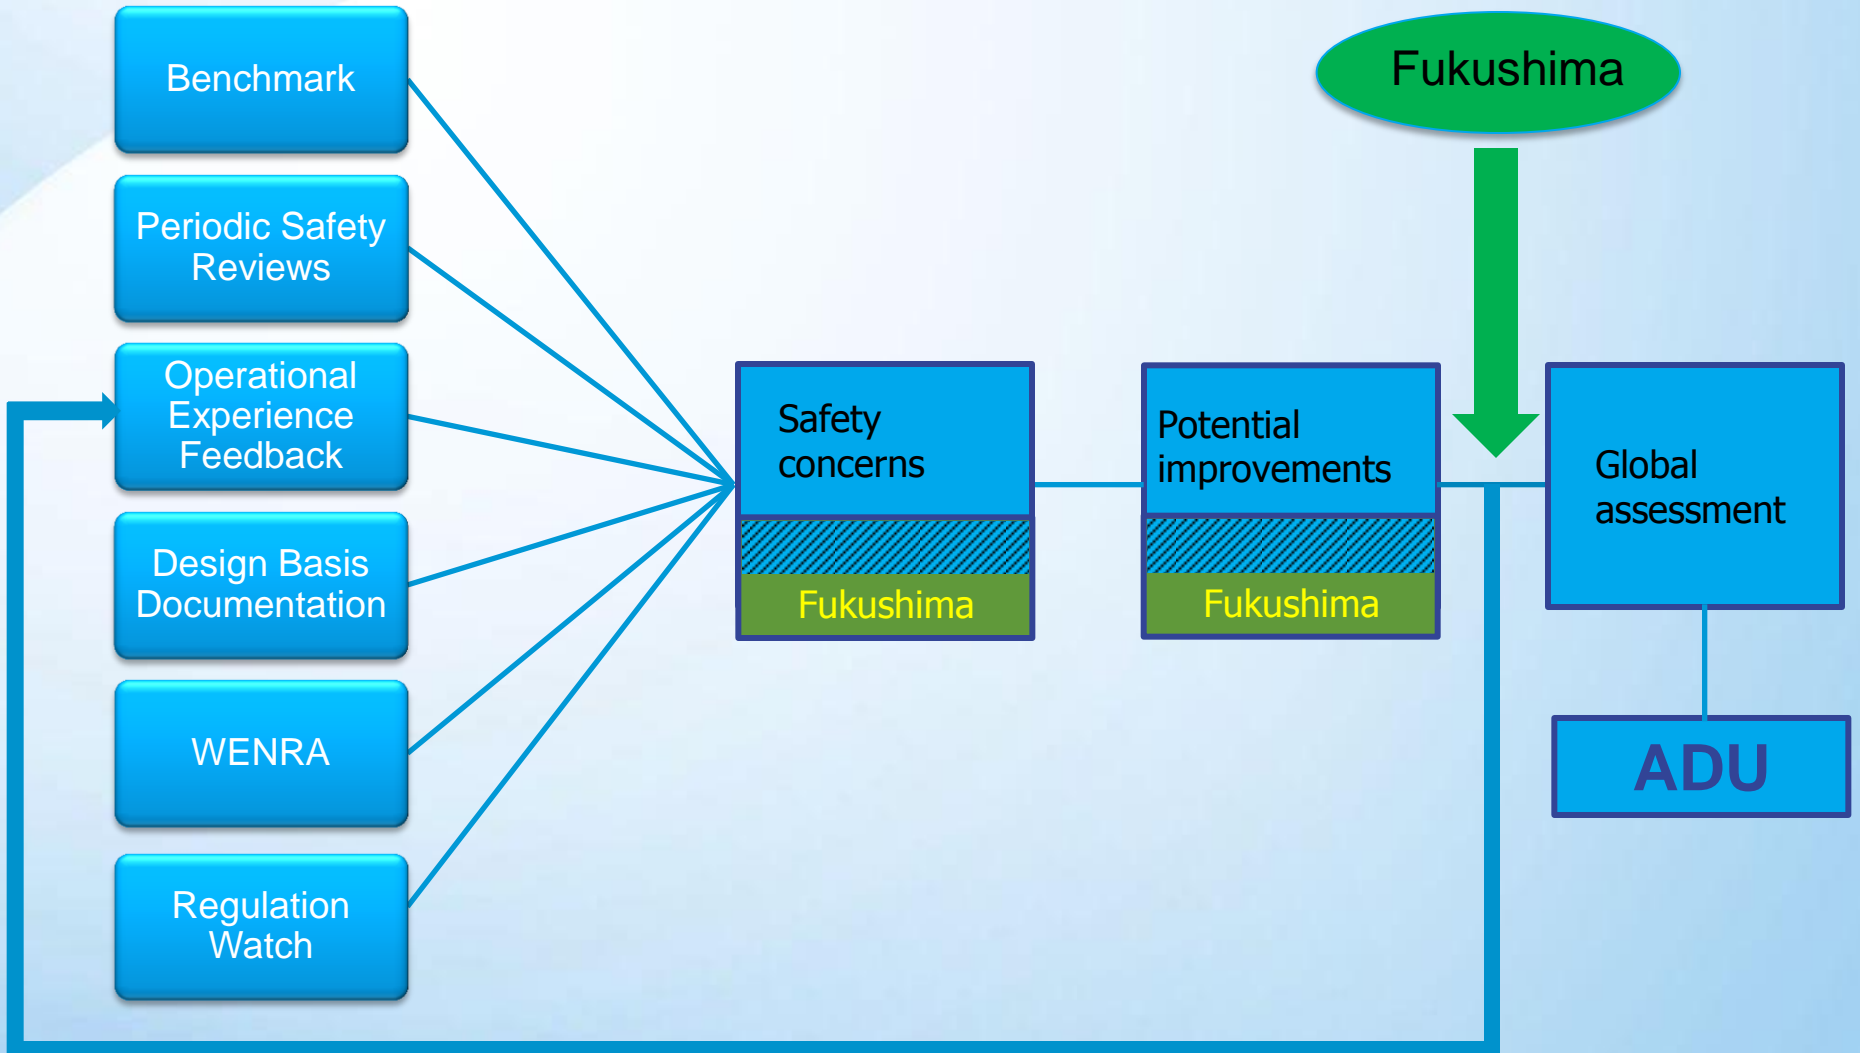 Benchmark
Periodic Safety
Reviews
Operational
Experience
Feedback
Design Basis
Documentation
WENRA
Regulation
Watch
Safety
concerns
Fukushima
Potential
improvements
Fukushima
Fukushima
Global
assessment
ADU